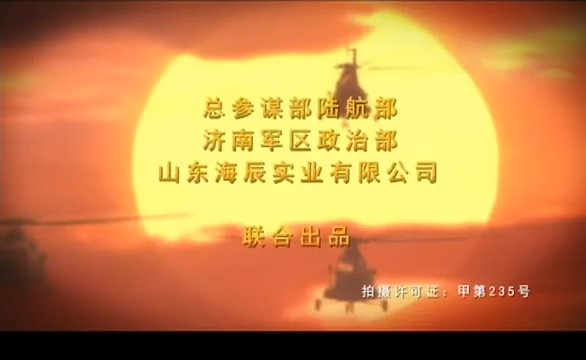 总参谋部陆航部
济南军区政治部
山东海辰实业有限公司
联合出品
拍摄许可证：甲第235号